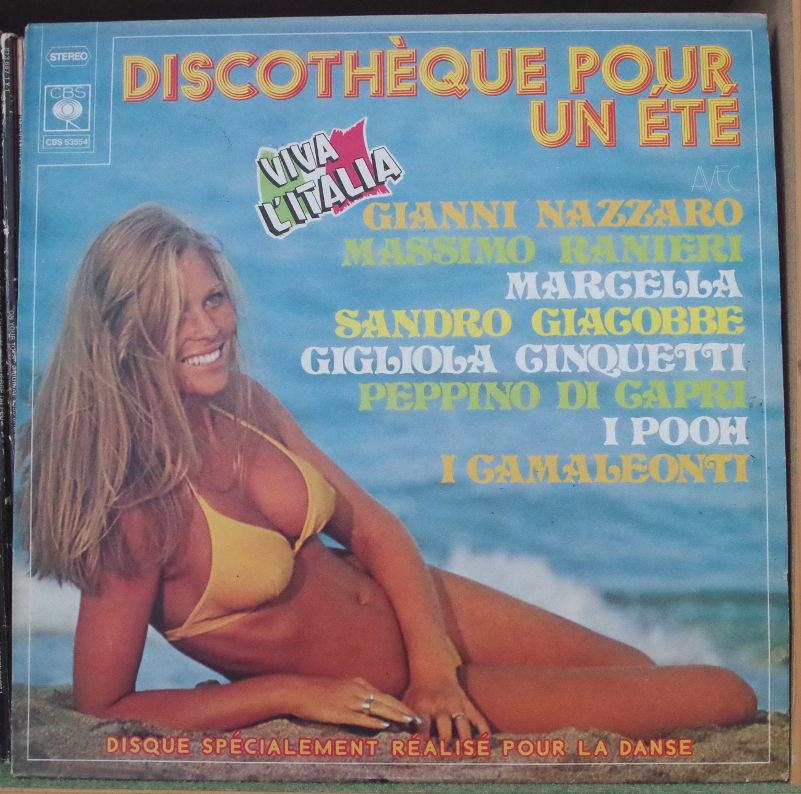 STEREO
CBS
CBS 53554
DISCOTHÈQUE POUR
UN ÉTÉ
VIVA
L'ITALIA
AVEC
GIANNI NAZZARO
MASSIMO RANIERI
MARCELLA
SANDRO GIACOBBE
GIGLIOLA CINQUETTI
PEPPINO DI CAPRI
I POOH
I CAMALEONTI
DISQUE SPÉCIALEMENT RÉALISÉ POUR LA DANSE